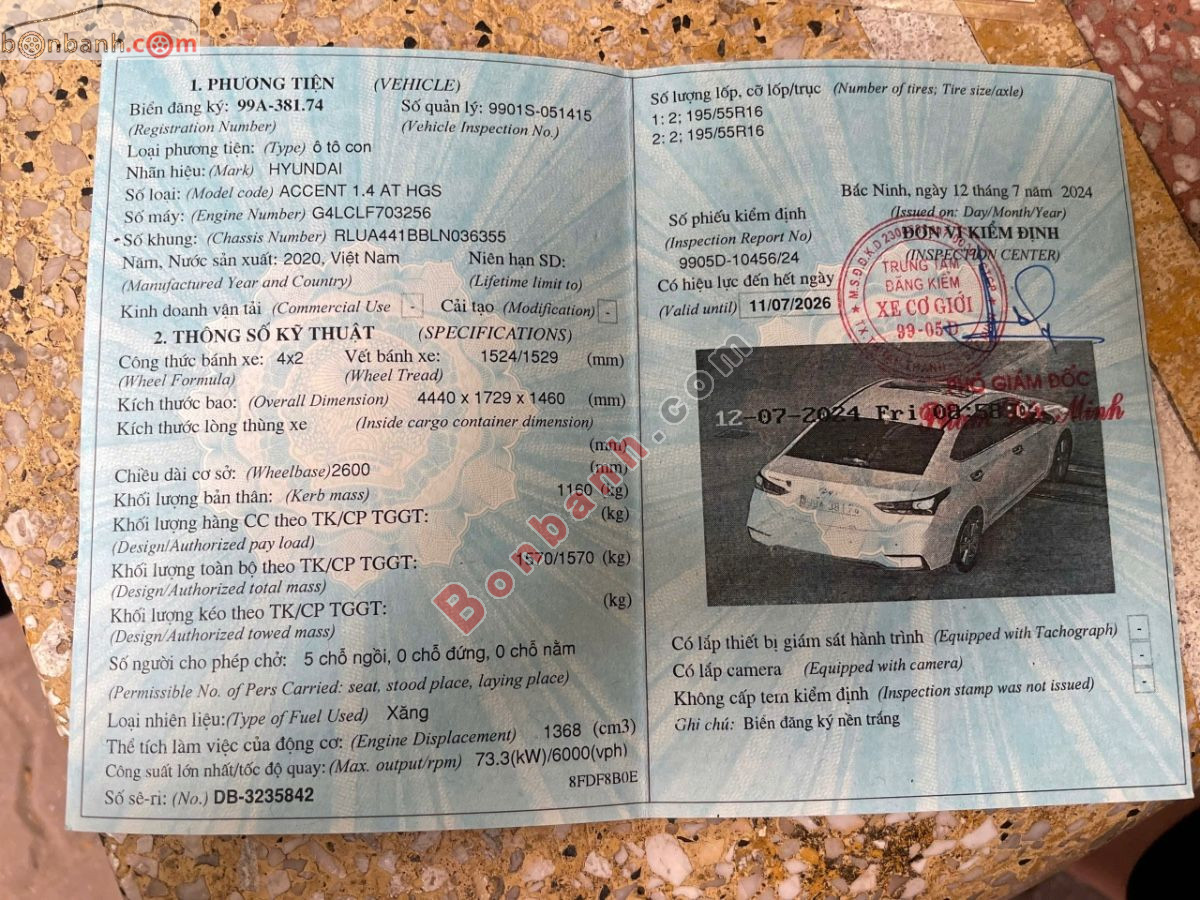 bonbanh.com
1. PHƯƠNG TIỆN (VEHICLE)
Biển đăng ký: 99A-381.74 Số quản lý: 9901S-051415
(Registration Number) (Vehicle Inspection No.)
Loại phương tiện: (Type) ô tô con
Nhãn hiệu: (Mark) HYUNDAI
Số loại: (Model code) ACCENT 1.4 AT HGS
Số máy: (Engine Number) G4LCLF703256
Số khung: (Chassis Number) RLUA441BBLN036355
Năm, Nước sản xuất: 2020, Việt Nam Niên hạn SD:
(Manufactured Year and Country) (Lifetime limit to)
Kinh doanh vận tải (Commercial Use - Cải tạo (Modification) -
2. THÔNG SỐ KỸ THUẬT (SPECIFICATIONS)
Công thức bánh xe: 4x2 Vết bánh xe: 1524/1529 (mm)
(Wheel Formula) (Wheel Tread)
Kích thước bao: (Overall Dimension) 4440 x 1729 x 1460 (mm)
Kích thước lòng thùng xe (Inside cargo container dimension)
(mm)
Chiều dài cơ sở: (Wheelbase) 2600 (mm)
Khối lượng bản thân: (Kerb mass) 1160 (kg)
Khối lượng hàng CC theo TK/CP TGGT: (kg)
(Design/Authorized pay load)
Khối lượng toàn bộ theo TK/CP TGGT: 1570/1570 (kg)
(Design/Authorized total mass)
Khối lượng kéo theo TK/CP TGGT: (kg)
(Design/Authorized towed mass)
Số người cho phép chở: 5 chỗ ngồi, 0 chỗ đứng, 0 chỗ nằm
(Permissible No. of Pers Carried: seat, stood place, laying place)
Loại nhiên liệu:(Type of Fuel Used) Xăng
Thể tích làm việc của động cơ: (Engine Displacement) 1368 (cm3)
Công suất lớn nhất/tốc độ quay: (Max. output/rpm) 73.3(kW)/6000(vph)
8FDF8B0E
Số sê-ri: (No.) DB-3235842
Số lượng lốp, cỡ lốp/trục (Number of tires; Tire size/axle)
1: 2; 195/55R16
2: 2; 195/55R16
Bắc Ninh, ngày 12 tháng 7 năm 2024
Số phiếu kiểm định (Issued on: Day/Month/Year)
(Inspection Report No) ĐƠN VỊ KIỂM ĐỊNH
9905D-10456/24 (INSPECTION CENTER)
Có hiệu lực đến hết ngày
(Valid until) 11/07/2026
TRUNG TÂM
ĐĂNG KIỂM
XE CƠ GIỚI
99-05D
PHÓ GIÁM ĐỐC
Minh
12-07-2024 Fri 08:58
Bonbanh.com
Có lắp thiết bị giám sát hành trình (Equipped with Tachograph) -
Có lắp camera (Equipped with camera) -
Không cấp tem kiểm định (Inspection stamp was not issued) -
Ghi chú: Biển đăng ký nền trắng